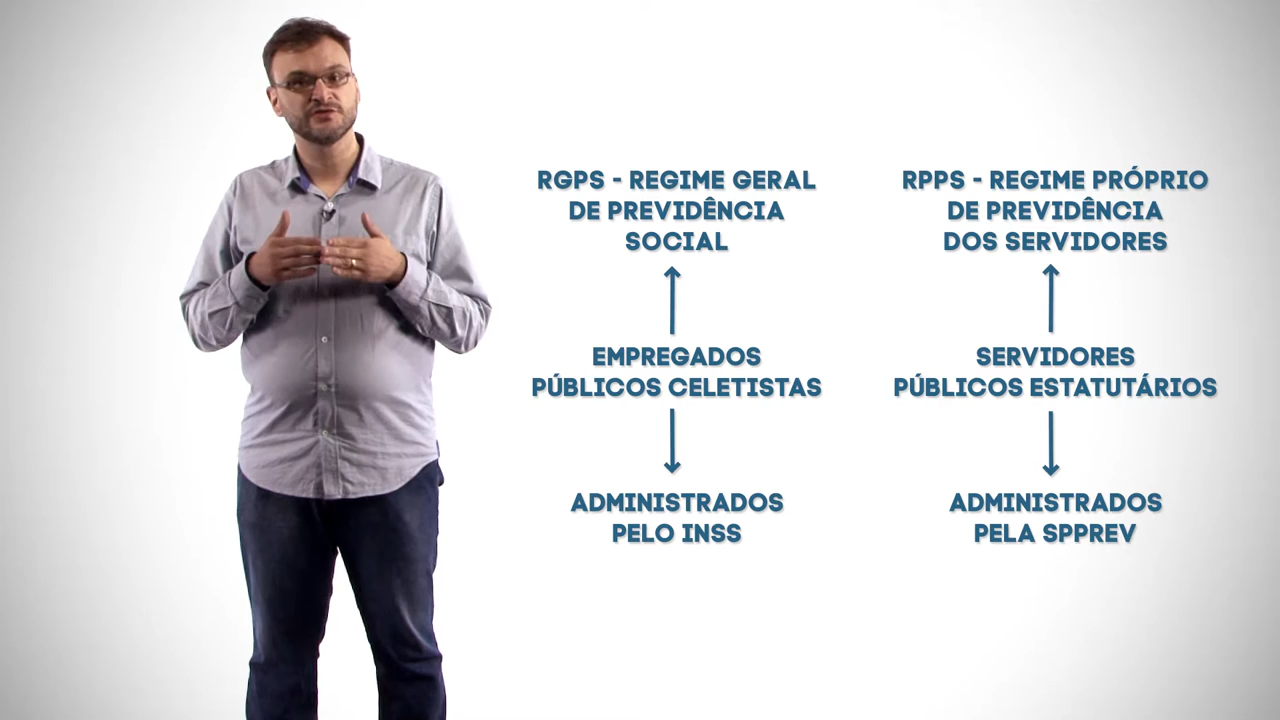 RGPS - REGIME GERAL
DE PREVIDÊNCIA
SOCIAL
EMPREGADOS
PÚBLICOS CELETISTAS
ADMINISTRADOS
PELO INSS
RPPS - REGIME PRÓPRIO
DE PREVIDÊNCIA
DOS SERVIDORES
SERVIDORES
PÚBLICOS ESTATUTÁRIOS
ADMINISTRADOS
PELA SPPREV